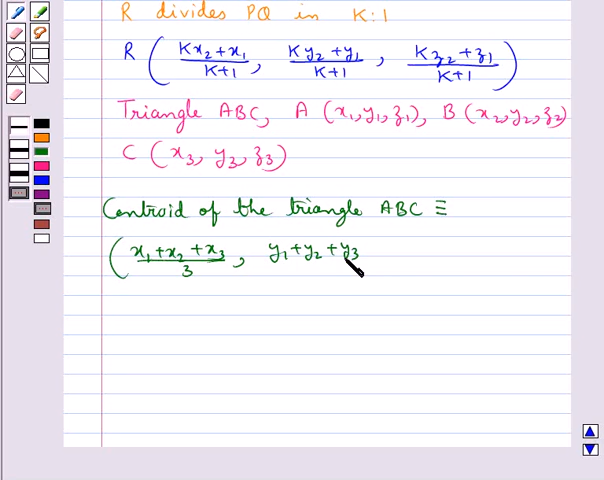 R divides PQ in K:1
R ( Kx₂+x₁/K+1, Ky₂+y₁/K+1, Kz₂+z₁/K+1 )
Triangle ABC, A (x₁,y₁,z₁), B (x₂,y₂,z₂)
C (x₃, y₃, z₃)
Centroid of the triangle ABC ≡
( x₁+x₂+x₃/3, y₁+y₂+y₃